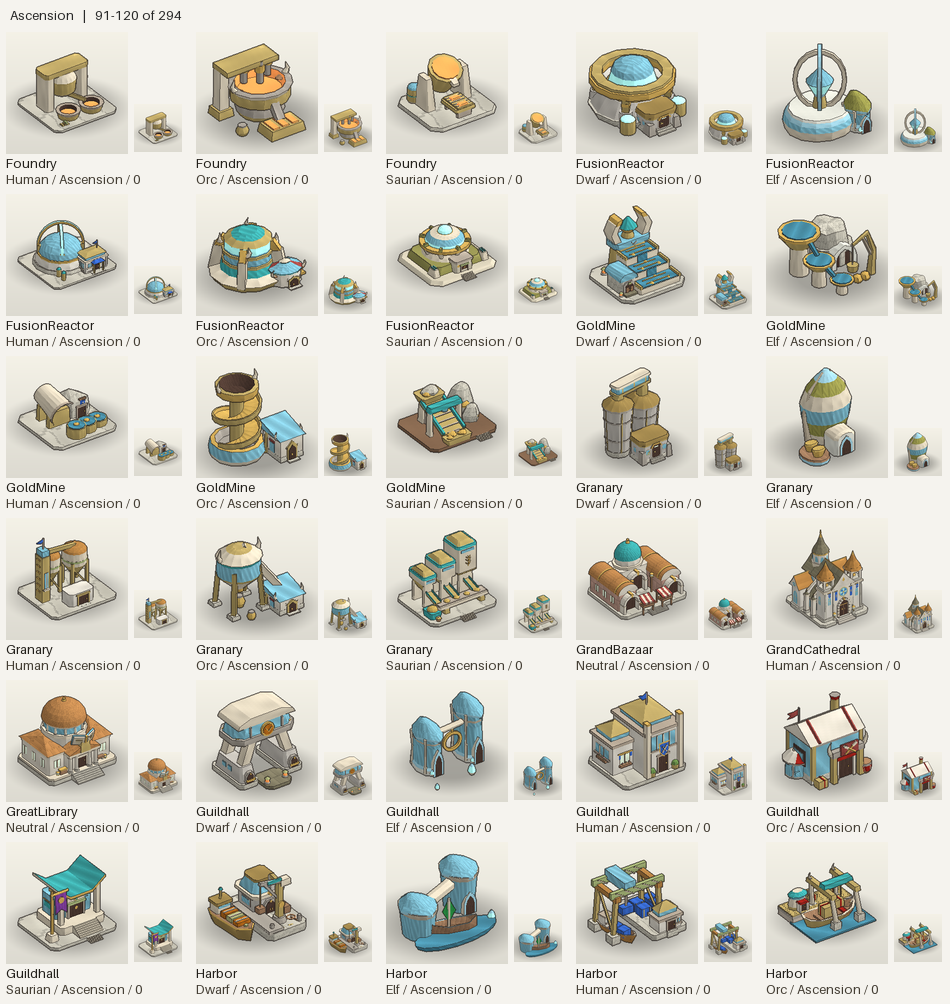 Ascension | 91-120 of 294
Foundry
Human / Ascension / 0
Foundry
Orc / Ascension / 0
Foundry
Saurian / Ascension / 0
FusionReactor
Dwarf / Ascension / 0
FusionReactor
Elf / Ascension / 0
FusionReactor
Human / Ascension / 0
FusionReactor
Orc / Ascension / 0
FusionReactor
Saurian / Ascension / 0
GoldMine
Dwarf / Ascension / 0
GoldMine
Elf / Ascension / 0
GoldMine
Human / Ascension / 0
GoldMine
Orc / Ascension / 0
GoldMine
Saurian / Ascension / 0
Granary
Dwarf / Ascension / 0
Granary
Elf / Ascension / 0
Granary
Human / Ascension / 0
Granary
Orc / Ascension / 0
Granary
Saurian / Ascension / 0
GrandBazaar
Neutral / Ascension / 0
GrandCathedral
Human / Ascension / 0
GreatLibrary
Neutral / Ascension / 0
Guildhall
Dwarf / Ascension / 0
Guildhall
Elf / Ascension / 0
Guildhall
Human / Ascension / 0
Guildhall
Orc / Ascension / 0
Guildhall
Saurian / Ascension / 0
Harbor
Dwarf / Ascension / 0
Harbor
Elf / Ascension / 0
Harbor
Human / Ascension / 0
Harbor
Orc / Ascension / 0